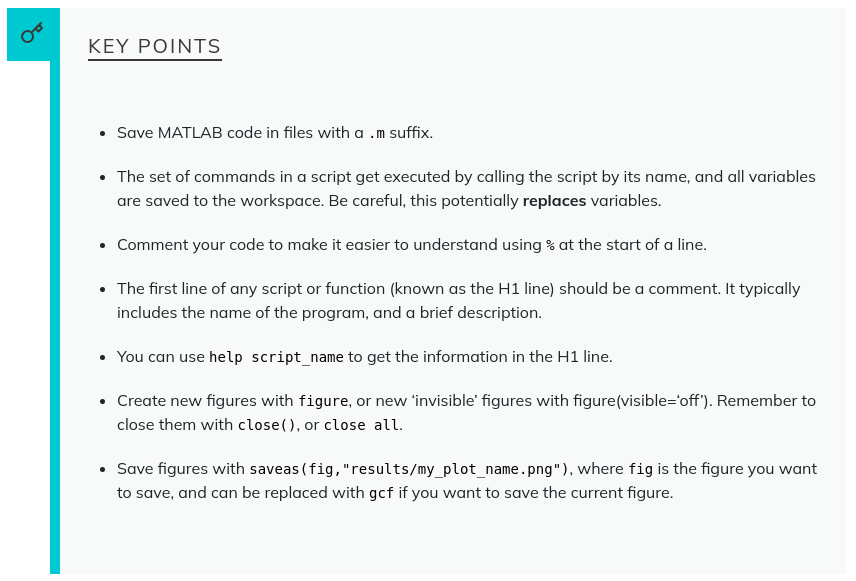 KEY POINTS
• Save MATLAB code in files with a .m suffix.
• The set of commands in a script get executed by calling the script by its name, and all variables
are saved to the workspace. Be careful, this potentially replaces variables.
• Comment your code to make it easier to understand using % at the start of a line.
• The first line of any script or function (known as the H1 line) should be a comment. It typically
includes the name of the program, and a brief description.
• You can use help script_name to get the information in the H1 line.
• Create new figures with figure, or new ‘invisible’ figures with figure(visible=‘off’). Remember to
close them with close(), or close all.
• Save figures with saveas(fig,"results/my_plot_name.png"), where fig is the figure you want
to save, and can be replaced with gcf if you want to save the current figure.